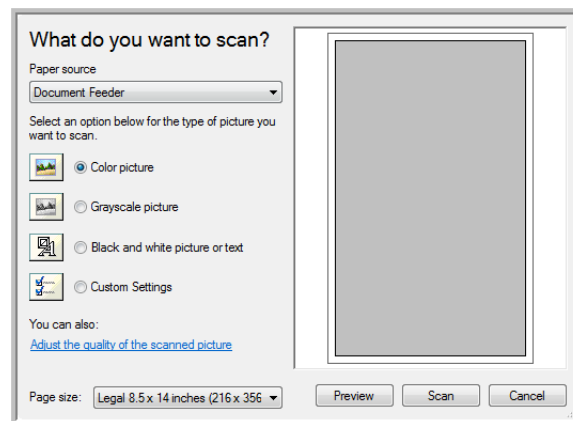 What do you want to scan?
Paper source
Document Feeder
Select an option below for the type of picture you
want to scan.
Color picture
Grayscale picture
Black and white picture or text
Custom Settings
You can also:
Adjust the quality of the scanned picture
Page size: Legal 8.5 x 14 inches (216 x 356
Preview Scan Cancel